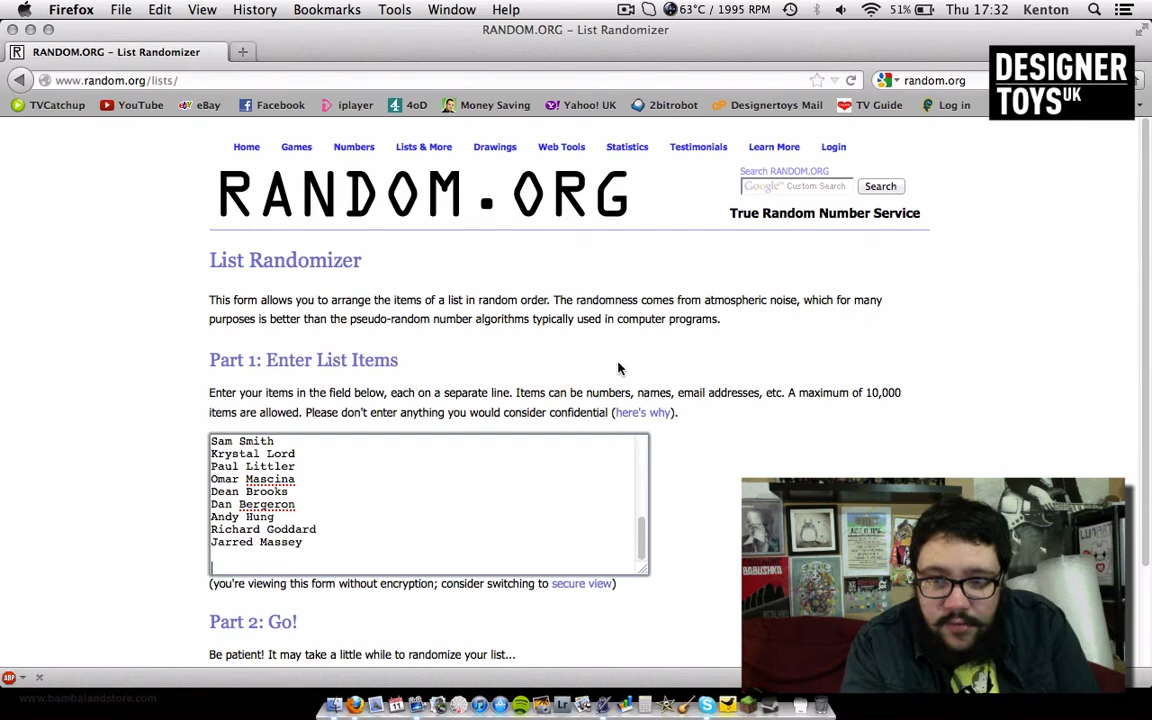 Firefox File Edit View History Bookmarks Tools Window Help 63°C / 1995 RPM 51% Thu 17:32 Kenton
RANDOM.ORG – List Randomizer
R RANDOM.ORG – List Randomizer +
www.random.org/lists/ random.org
DESIGNER
TOYS UK
TVCatchup YouTube eBay Facebook iplayer 4oD Money Saving Yahoo! UK 2bitrobot Designertoys Mail TV Guide Log in
Home Games Numbers Lists & More Drawings Web Tools Statistics Testimonials Learn More Login
RANDOM.ORG
Search RANDOM.ORG
Google™ Custom Search Search
True Random Number Service
List Randomizer
This form allows you to arrange the items of a list in random order. The randomness comes from atmospheric noise, which for many
purposes is better than the pseudo-random number algorithms typically used in computer programs.
Part 1: Enter List Items
Enter your items in the field below, each on a separate line. Items can be numbers, names, email addresses, etc. A maximum of 10,000
items are allowed. Please don't enter anything you would consider confidential (here's why).
Sam Smith
Krystal Lord
Paul Littler
Omar Mascina
Dean Brooks
Dan Bergeron
Andy Hung
Richard Goddard
Jarred Massey
(you're viewing this form without encryption; consider switching to secure view)
Part 2: Go!
Be patient! It may take a little while to randomize your list...
BABUSHKA
ABP
www.bambalandstore.com